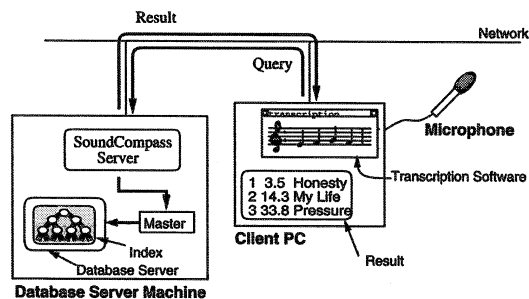 Result
Network
Query
Transcription
SoundCompass
Server
Microphone
Transcription Software
1 3.5 Honesty
2 14.3 My Life
3 33.8 Pressure
Master
Client PC
Index
Database Server
Result
Database Server Machine